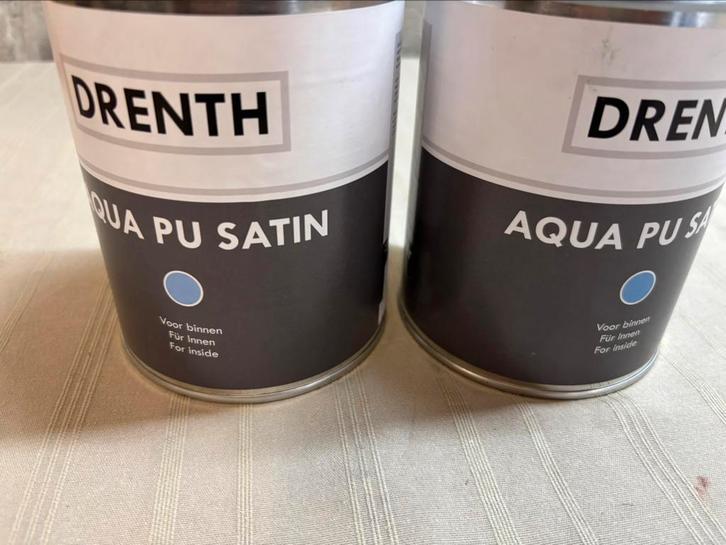 DRENTH
QUA PU SATIN
Voor binnen
Für Innen
For inside
DREN
AQUA PU SA
Voor binnen
Für Innen
For inside